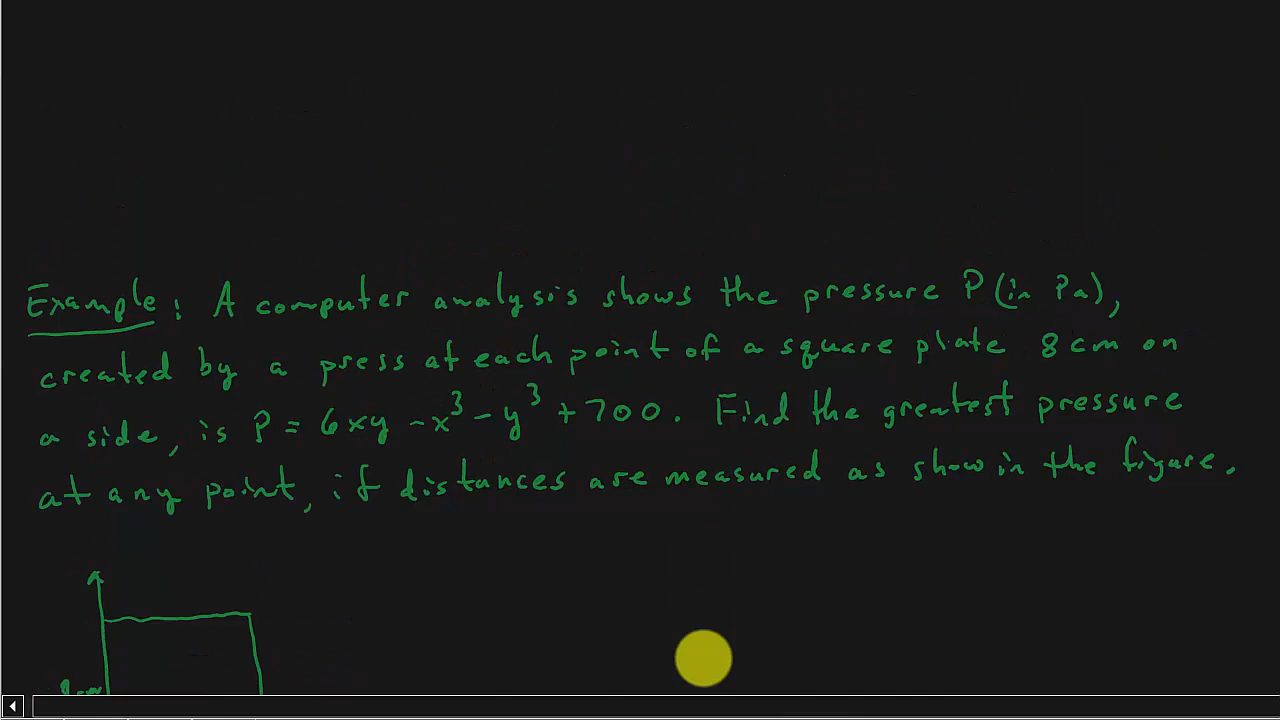 Example: A computer analysis shows the pressure P (in Pa),
created by a press at each point of a square plate 8 cm on
a side, is P = 6xy - x³ - y³ + 700. Find the greatest pressure
at any point, if distances are measured as show in the figure.